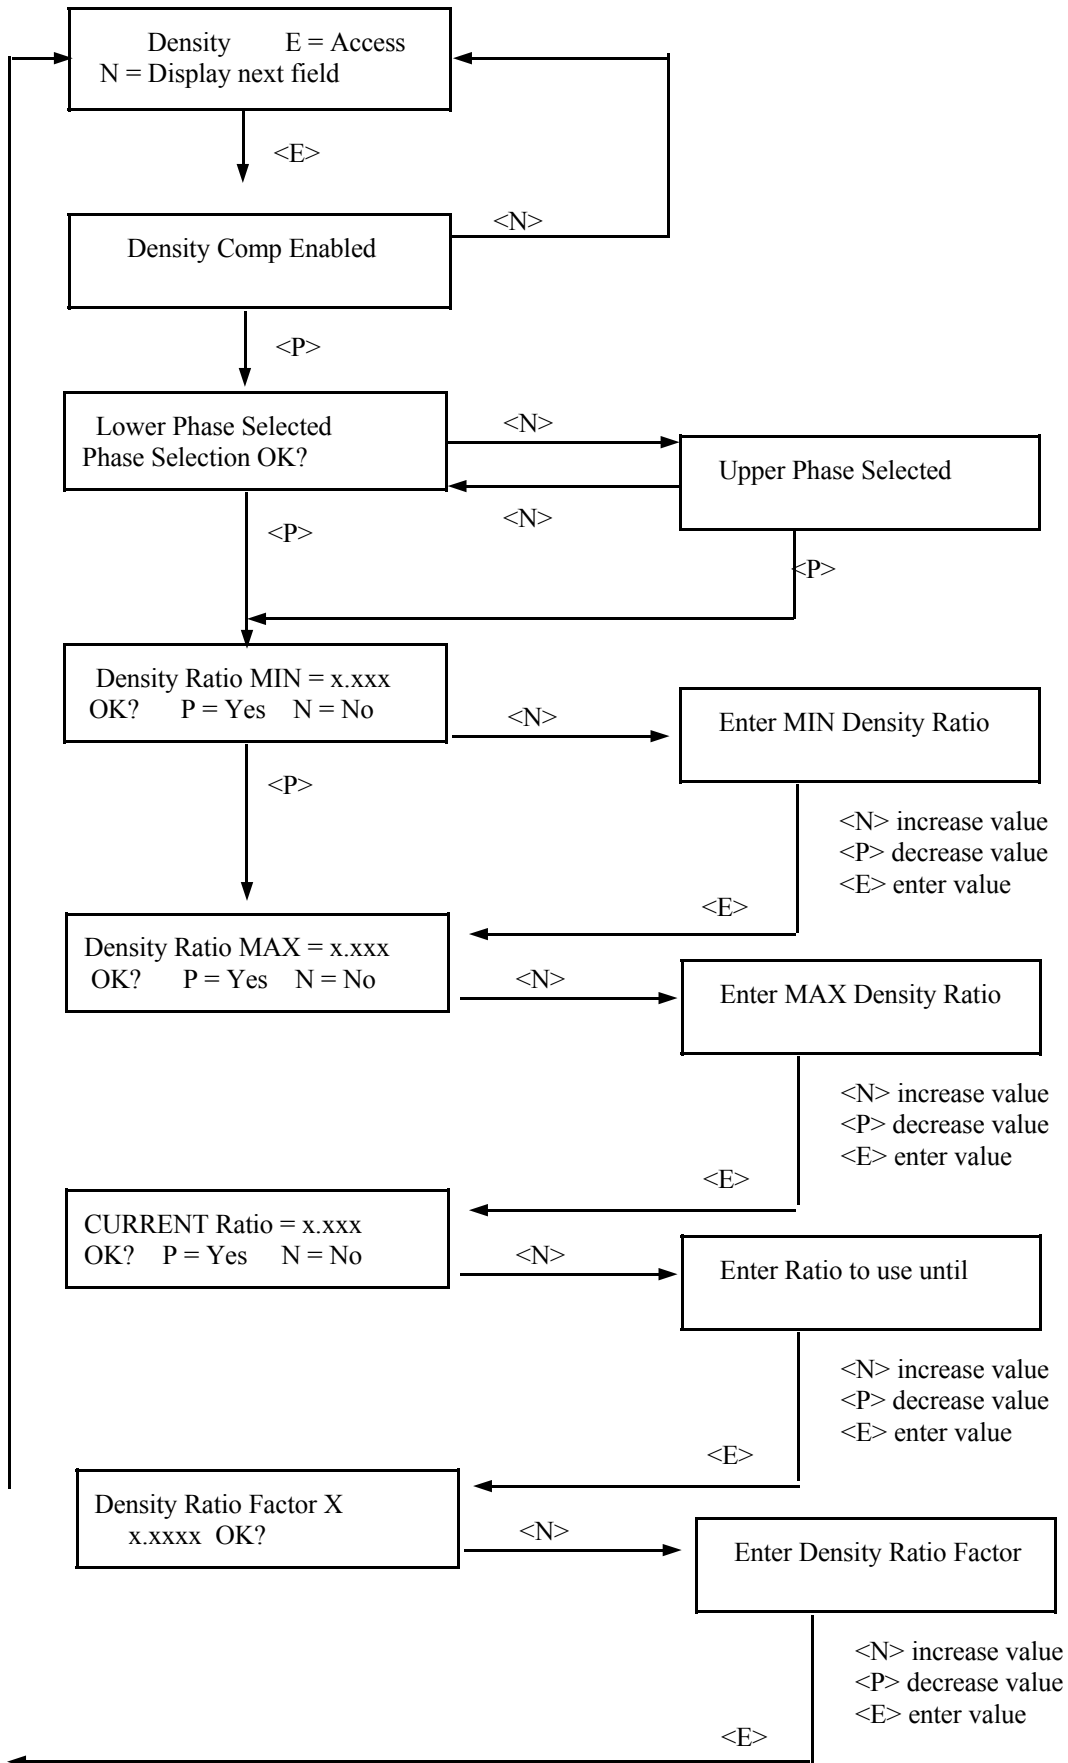 Density E = Access
N = Display next field
<E>
<N>
Density Comp Enabled
<P>
Lower Phase Selected
Phase Selection OK?
<N>
Upper Phase Selected
<N>
<P>
<P>
Density Ratio MIN = x.xxx
OK? P = Yes N = No
<N>
Enter MIN Density Ratio
<P>
<N> increase value
<P> decrease value
<E> enter value
<E>
Density Ratio MAX = x.xxx
OK? P = Yes N = No
<N>
Enter MAX Density Ratio
<N> increase value
<P> decrease value
<E> enter value
<E>
CURRENT Ratio = x.xxx
OK? P = Yes N = No
<N>
Enter Ratio to use until
<N> increase value
<P> decrease value
<E> enter value
<E>
Density Ratio Factor X
x.xxxx OK?
<N>
Enter Density Ratio Factor
<N> increase value
<P> decrease value
<E> enter value
<E>